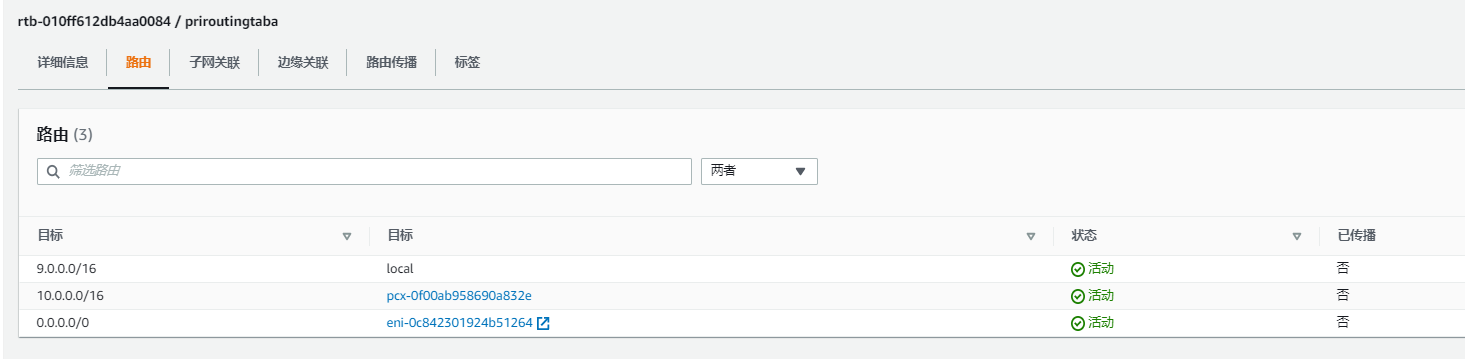 rtb-010ff612db4aa0084 / priroutingtaba
详细信息 路由 子网关联 边缘关联 路由传播 标签
路由 (3)
筛选路由 两者
目标 目标 状态 已传播
9.0.0.0/16 local 活动 否
10.0.0.0/16 pcx-0f00ab958690a832e 活动 否
0.0.0.0/0 eni-0c842301924b51264 活动 否